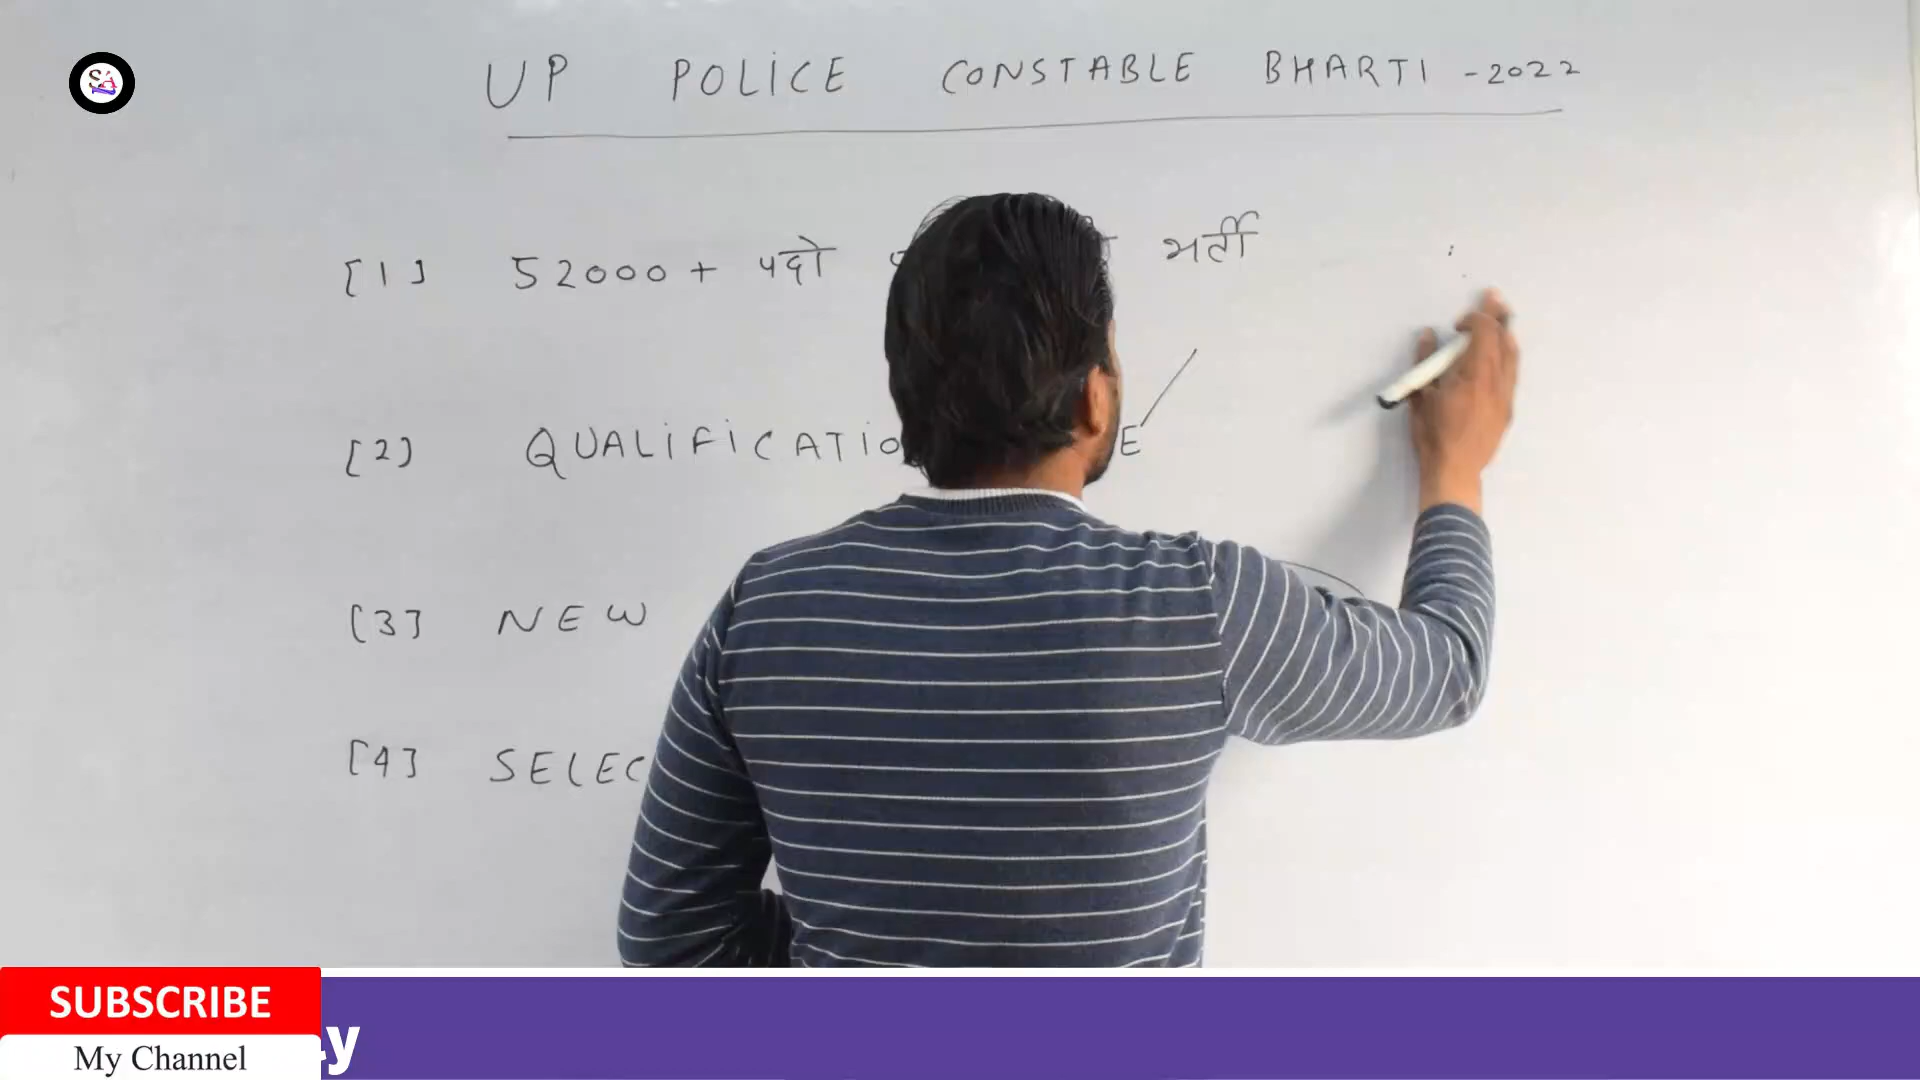 UP POLICE CONSTABLE BHARTI - 2022
[1] 52000 + पदो भर्ती
[2] QUALIFICATIO E
[3] NEW
[4] SELEC
SUBSCRIBE
My Channel
y